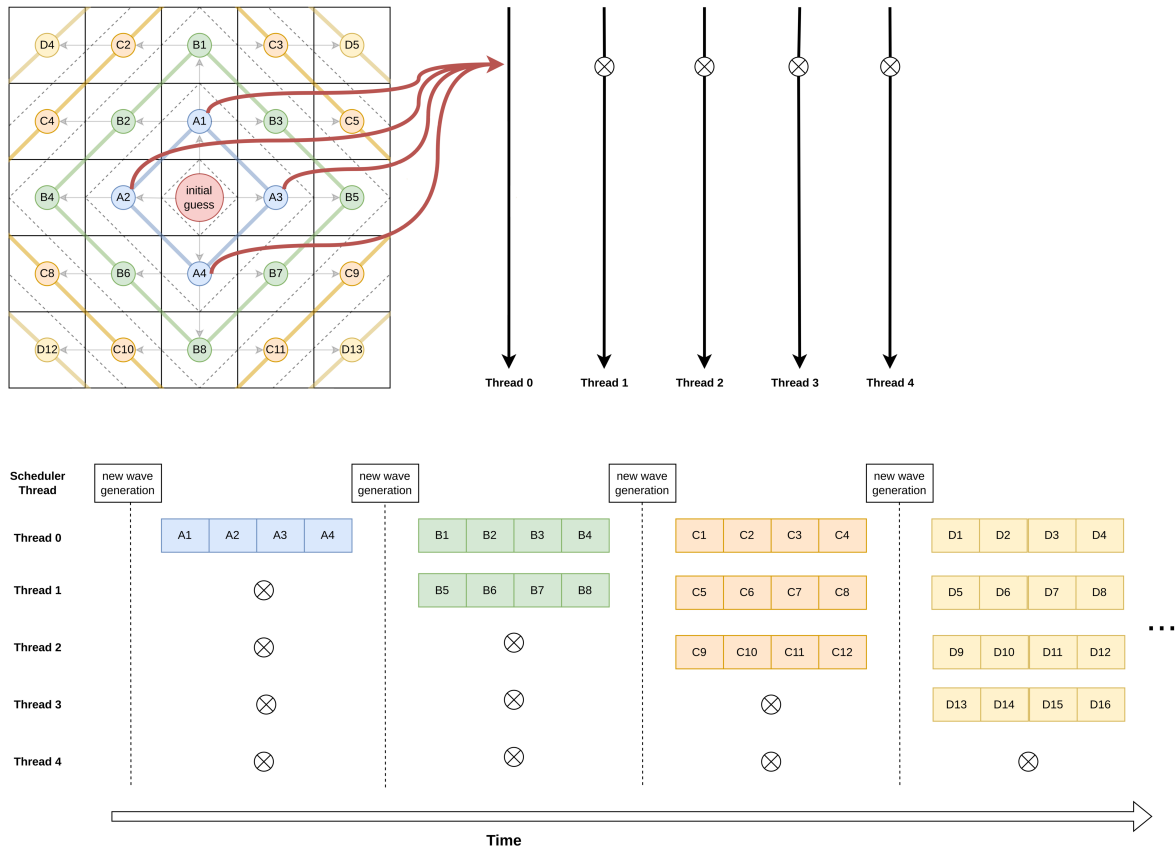 D4 C2 B1 C3 D5
C4 B2 A1 B3 C5
B4 A2 initial guess A3 B5
C8 B6 A4 B7 C9
D12 C10 B8 C11 D13
Thread 0 Thread 1 Thread 2 Thread 3 Thread 4
Scheduler
Thread
new wave
generation
new wave
generation
new wave
generation
new wave
generation
Thread 0 A1 A2 A3 A4 B1 B2 B3 B4 C1 C2 C3 C4 D1 D2 D3 D4
Thread 1 B5 B6 B7 B8 C5 C6 C7 C8 D5 D6 D7 D8
Thread 2 C9 C10 C11 C12 D9 D10 D11 D12
...
Thread 3 D13 D14 D15 D16
Thread 4
Time